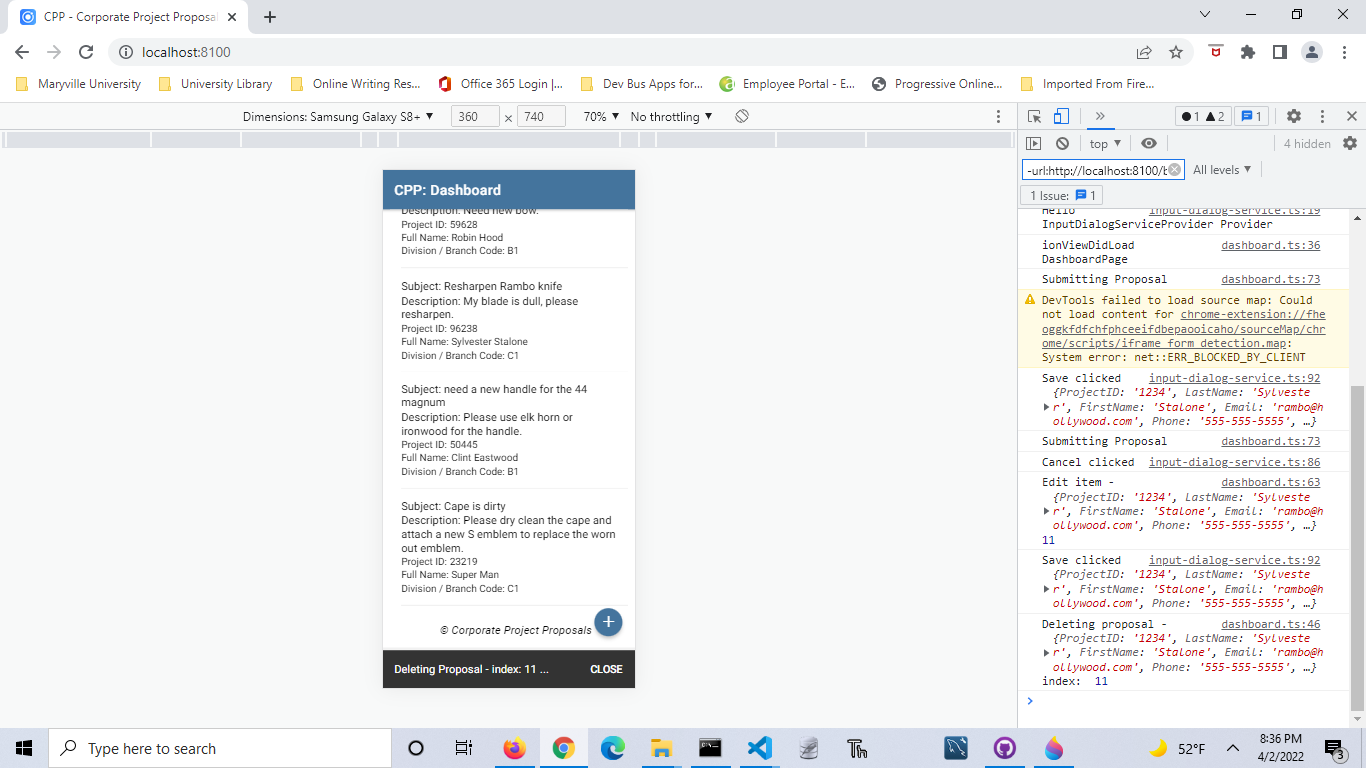 CPP - Corporate Project Proposa
localhost:8100
Maryville University
University Library
Online Writing Res...
Office 365 Login |...
Dev Bus Apps for...
Employee Portal - E...
Progressive Online...
Imported From Fire...
Dimensions: Samsung Galaxy S8+ ▼
360 × 740
70% ▼
No throttling ▼
CPP: Dashboard
Description: Need new bow.
Project ID: 59628
Full Name: Robin Hood
Division / Branch Code: B1
Subject: Resharpen Rambo knife
Description: My blade is dull, please
resharpen.
Project ID: 96238
Full Name: Sylvester Stalone
Division / Branch Code: C1
Subject: need a new handle for the 44
magnum
Description: Please use elk horn or
ironwood for the handle.
Project ID: 50445
Full Name: Clint Eastwood
Division / Branch Code: B1
Subject: Cape is dirty
Description: Please dry clean the cape and
attach a new S emblem to replace the worn
out emblem.
Project ID: 23219
Full Name: Super Man
Division / Branch Code: C1
© Corporate Project Proposals
+
Deleting Proposal - index: 11 ...
CLOSE
1 2 1
top ▼
4 hidden
-url:http://localhost:8100/b
All levels ▼
1 Issue: 1
Hello input-dialog-service.ts:19
InputDialogServiceProvider Provider
ionViewDidLoad dashboard.ts:36
DashboardPage
Submitting Proposal dashboard.ts:73
DevTools failed to load source map: Could
not load content for chrome-extension://fhe
oggkfdfchfphceeifdbepaooicaho/sourceMap/chr
ome/scripts/iframe_form_detection.map:
System error: net::ERR_BLOCKED_BY_CLIENT
Save clicked input-dialog-service.ts:92
{ProjectID: '1234', LastName: 'Sylveste
r', FirstName: 'Stalone', Email: 'rambo@h
ollywood.com', Phone: '555-555-5555', …}
Submitting Proposal dashboard.ts:73
Cancel clicked input-dialog-service.ts:86
Edit item - dashboard.ts:63
{ProjectID: '1234', LastName: 'Sylveste
r', FirstName: 'Stalone', Email: 'rambo@h
ollywood.com', Phone: '555-555-5555', …}
11
Save clicked input-dialog-service.ts:92
{ProjectID: '1234', LastName: 'Sylveste
r', FirstName: 'Stalone', Email: 'rambo@h
ollywood.com', Phone: '555-555-5555', …}
Deleting proposal - dashboard.ts:46
{ProjectID: '1234', LastName: 'Sylveste
r', FirstName: 'Stalone', Email: 'rambo@h
ollywood.com', Phone: '555-555-5555', …}
index: 11
Type here to search
52°F
8:36 PM
4/2/2022
3